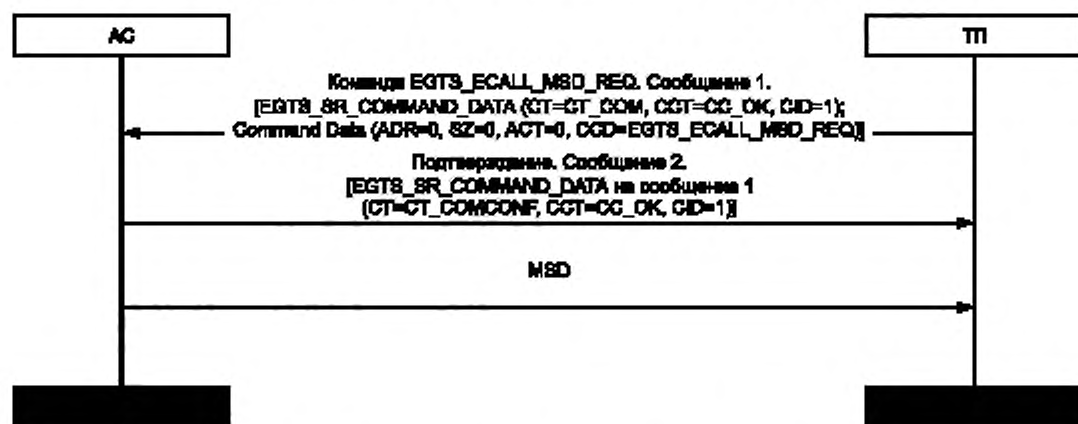 АС
ТП
Команда EGTS_ECALL_MSD_REQ. Сообщение 1.
[EGTS_SR_COMMAND_DATA (CT=CT_COM, CCT=CC_OK, CID=1);
Command Data (ADR=0, SZ=0, ACT=0, CCD=EGTS_ECALL_MSD_REQ)]
Подтверждение. Сообщение 2.
[EGTS_SR_COMMAND_DATA на сообщение 1
(CT=CT_COMCONF, CCT=CC_OK, CID=1)]
MSD